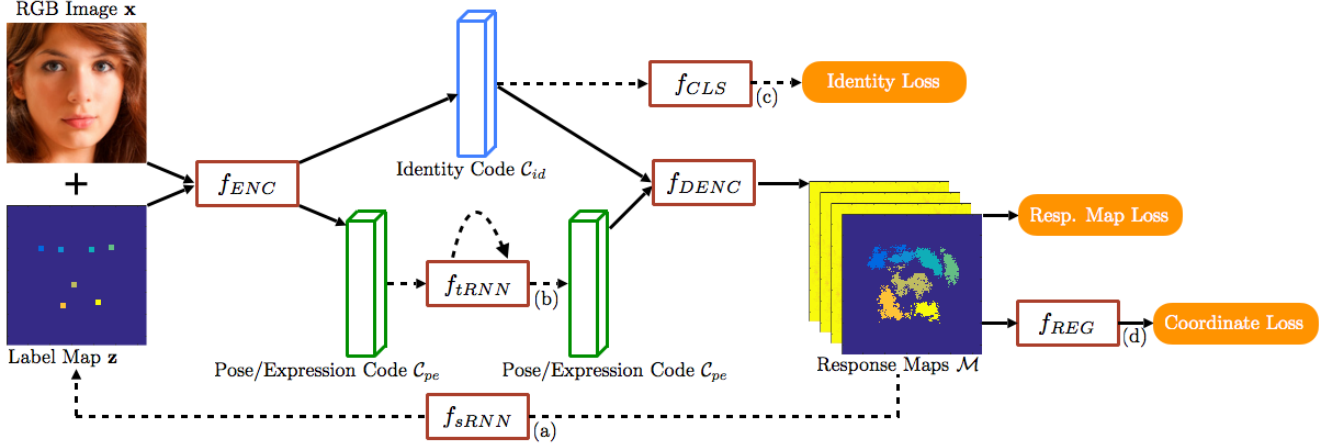 RGB Image x
f_CLS
(c)
Identity Loss
Identity Code C_id
+
f_ENC
f_DENC
Resp. Map Loss
f_tRNN
(b)
f_REG
(d)
Coordinate Loss
Label Map z
Pose/Expression Code C_pe
Pose/Expression Code C_pe
Response Maps M
f_sRNN
(a)